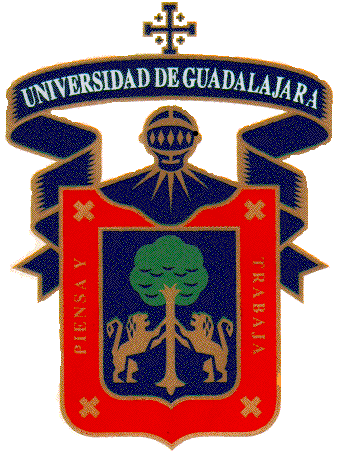 UNIVERSIDAD DE GUADALAJARA
PIENSA Y
TRABAJA